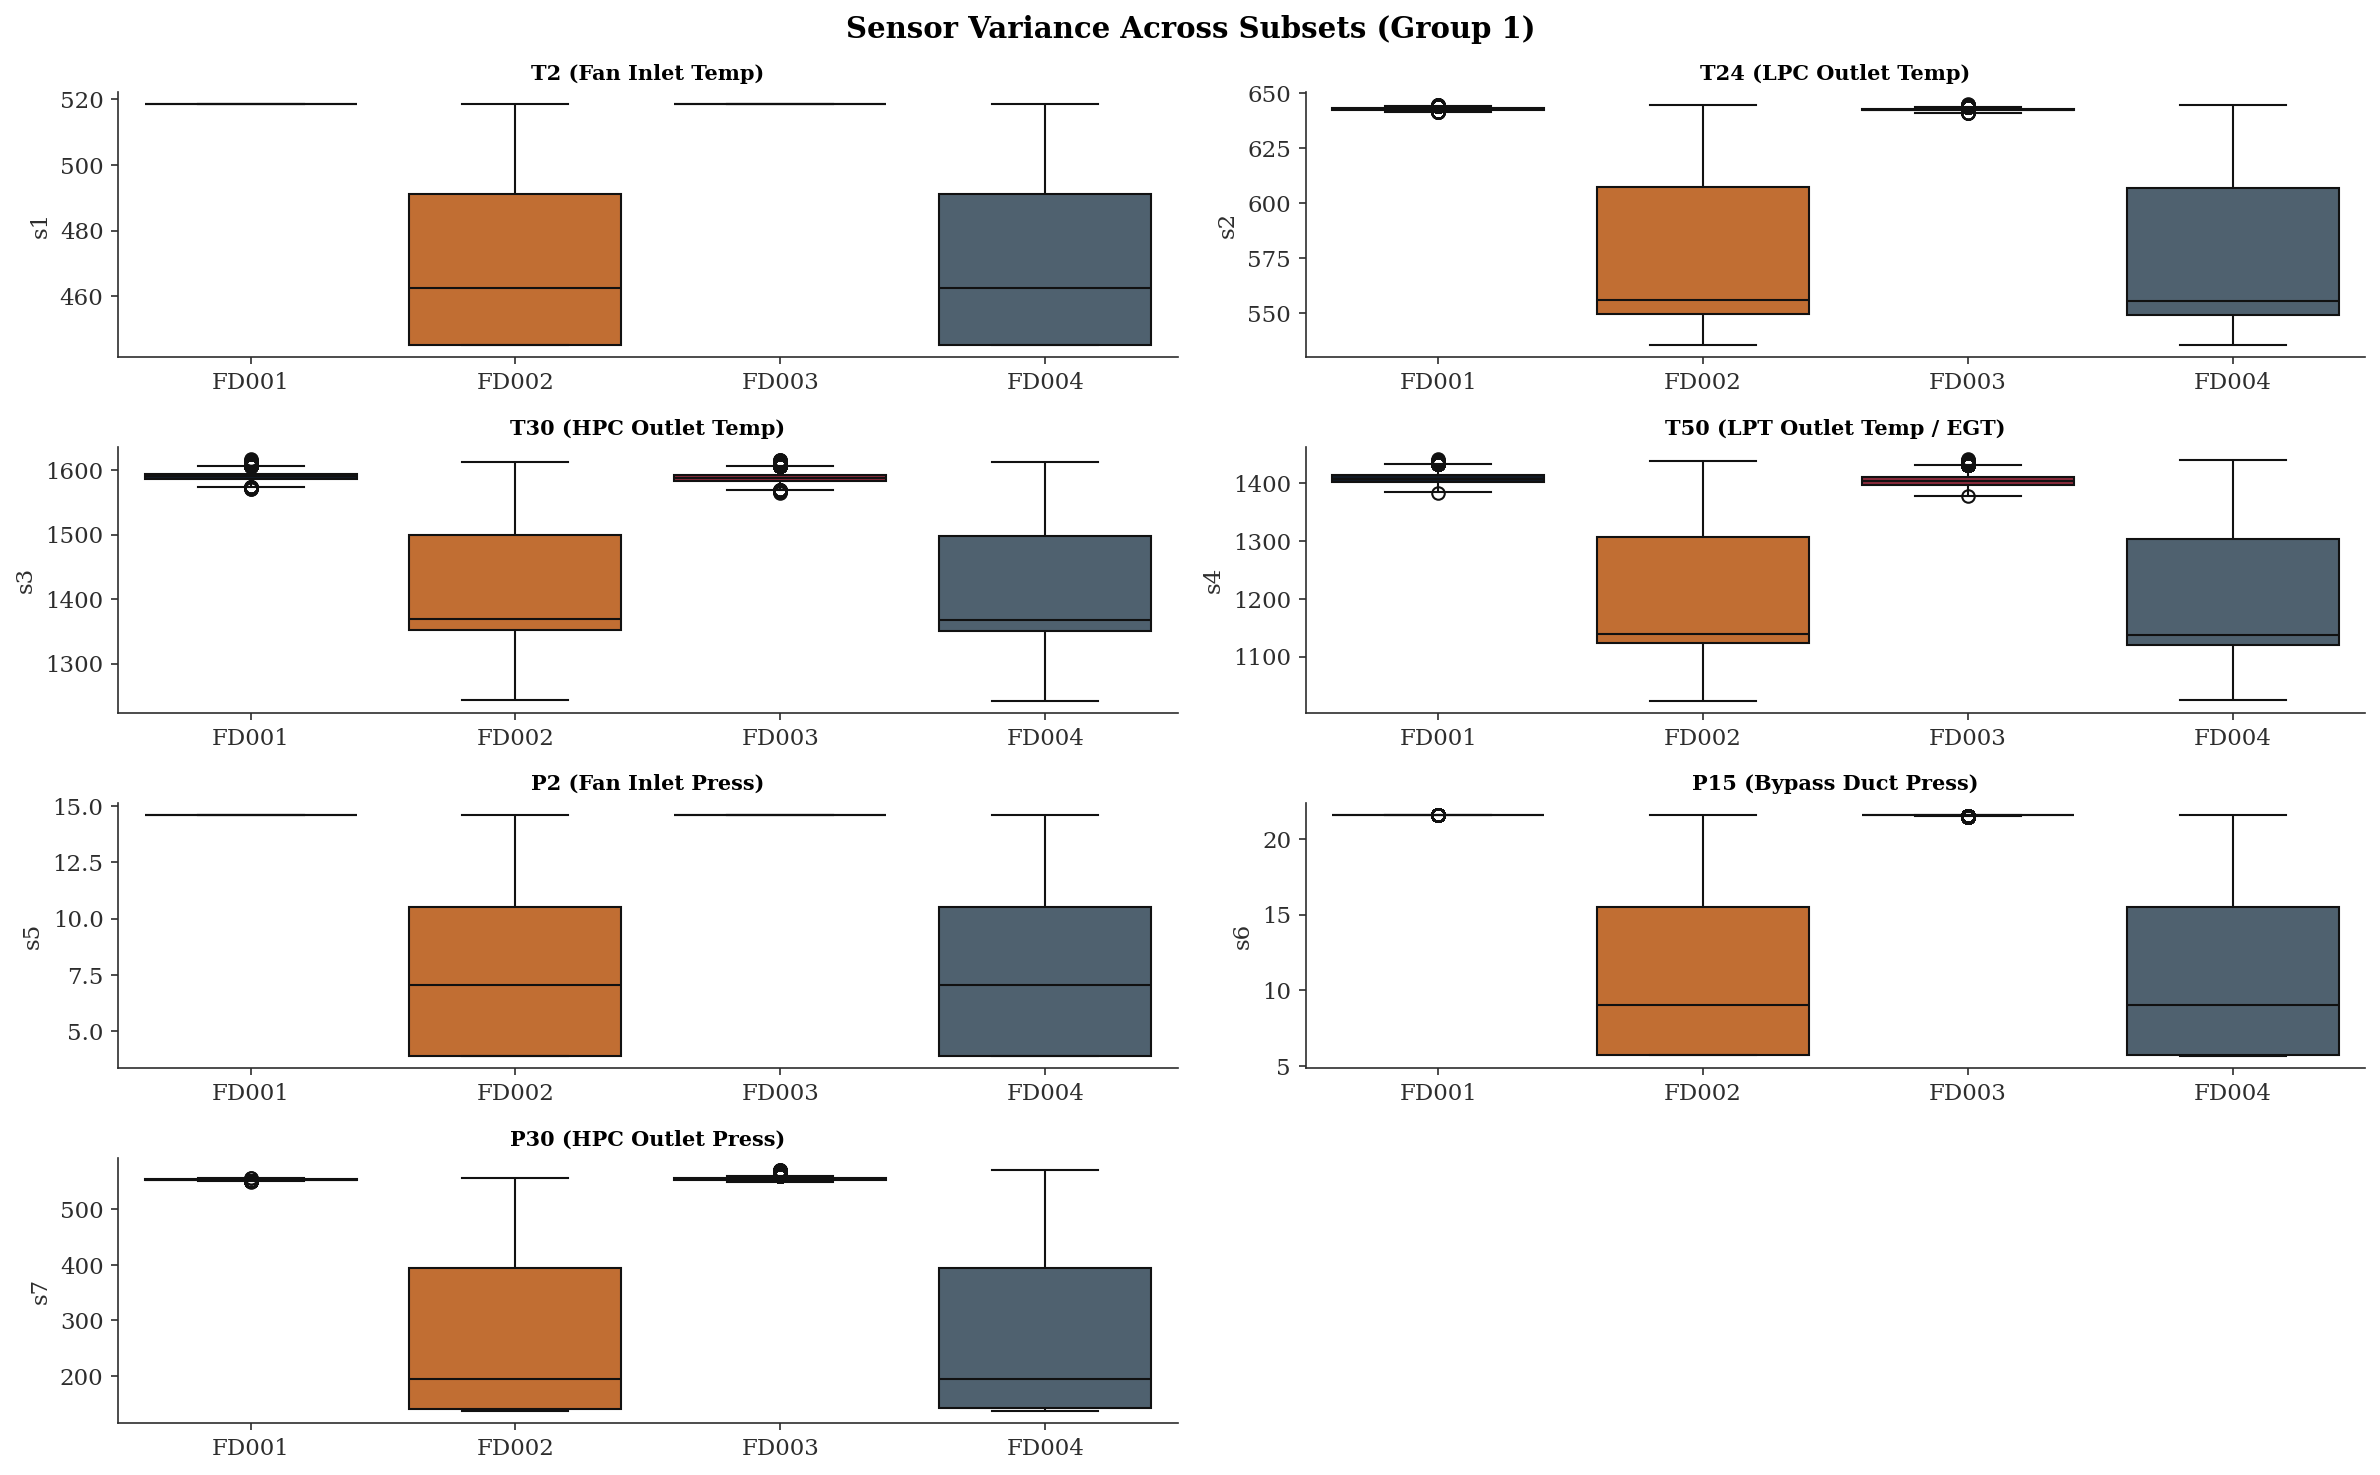 Sensor Variance Across Subsets (Group 1)
T2 (Fan Inlet Temp)
520
500
480
460
s1
FD001 FD002 FD003 FD004
T24 (LPC Outlet Temp)
650
625
600
575
550
s2
FD001 FD002 FD003 FD004
T30 (HPC Outlet Temp)
1600
1500
1400
1300
s3
FD001 FD002 FD003 FD004
T50 (LPT Outlet Temp / EGT)
1400
1300
1200
1100
s4
FD001 FD002 FD003 FD004
P2 (Fan Inlet Press)
15.0
12.5
10.0
7.5
5.0
s5
FD001 FD002 FD003 FD004
P15 (Bypass Duct Press)
20
15
10
5
s6
FD001 FD002 FD003 FD004
P30 (HPC Outlet Press)
500
400
300
200
s7
FD001 FD002 FD003 FD004